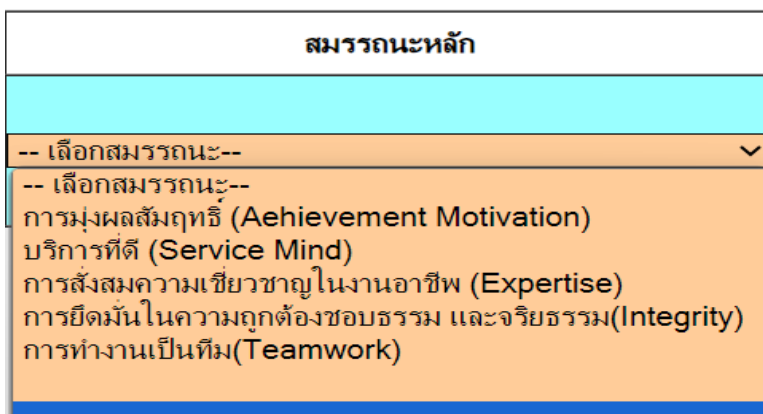 สมรรถนะหลัก
-- เลือกสมรรถนะ--
-- เลือกสมรรถนะ--
การมุ่งผลสัมฤทธิ์ (Aehievement Motivation)
บริการที่ดี (Service Mind)
การสั่งสมความเชี่ยวชาญในงานอาชีพ (Expertise)
การยึดมั่นในความถูกต้องชอบธรรม และจริยธรรม(Integrity)
การทำงานเป็นทีม(Teamwork)